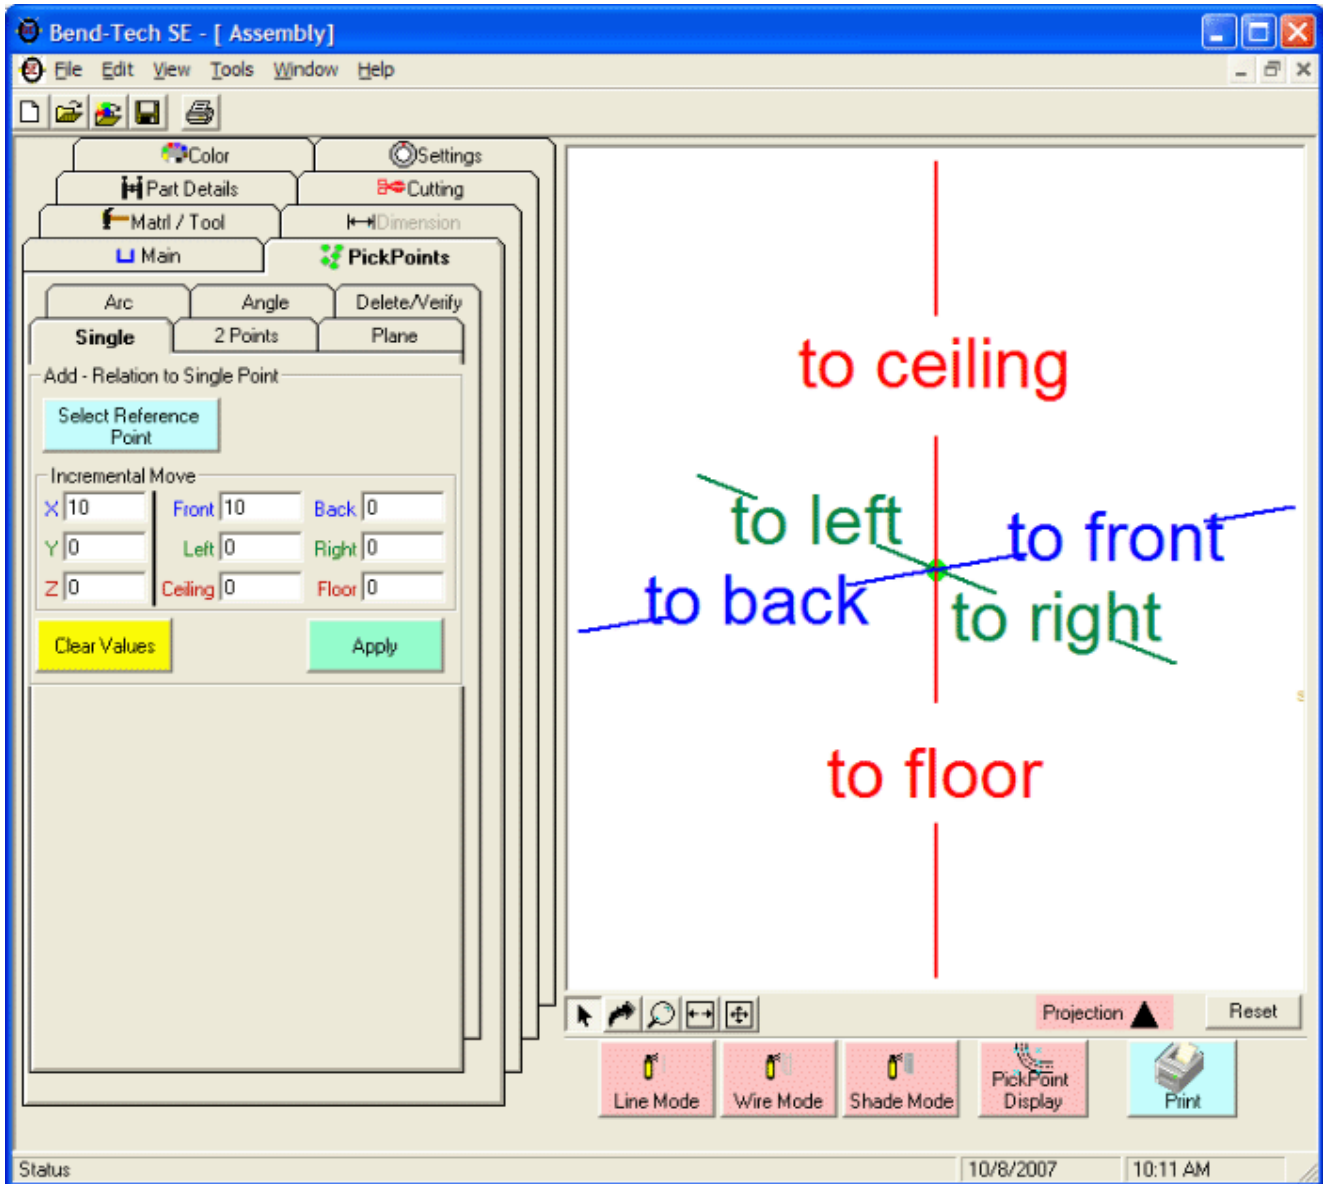 Bend-Tech SE - [ Assembly]
File Edit View Tools Window Help
Color Settings
Part Details Cutting
Matrl / Tool Dimension
Main PickPoints
Arc Angle Delete/Verify
Single 2 Points Plane
Add - Relation to Single Point
Select Reference
Point
Incremental Move
X 10 Front 10 Back 0
Y 0 Left 0 Right 0
Z 0 Ceiling 0 Floor 0
Clear Values Apply
to ceiling
to left
to front
to back
to right
s
to floor
Projection Reset
Line Mode Wire Mode Shade Mode
PickPoint
Display
Print
Status 10/8/2007 10:11 AM